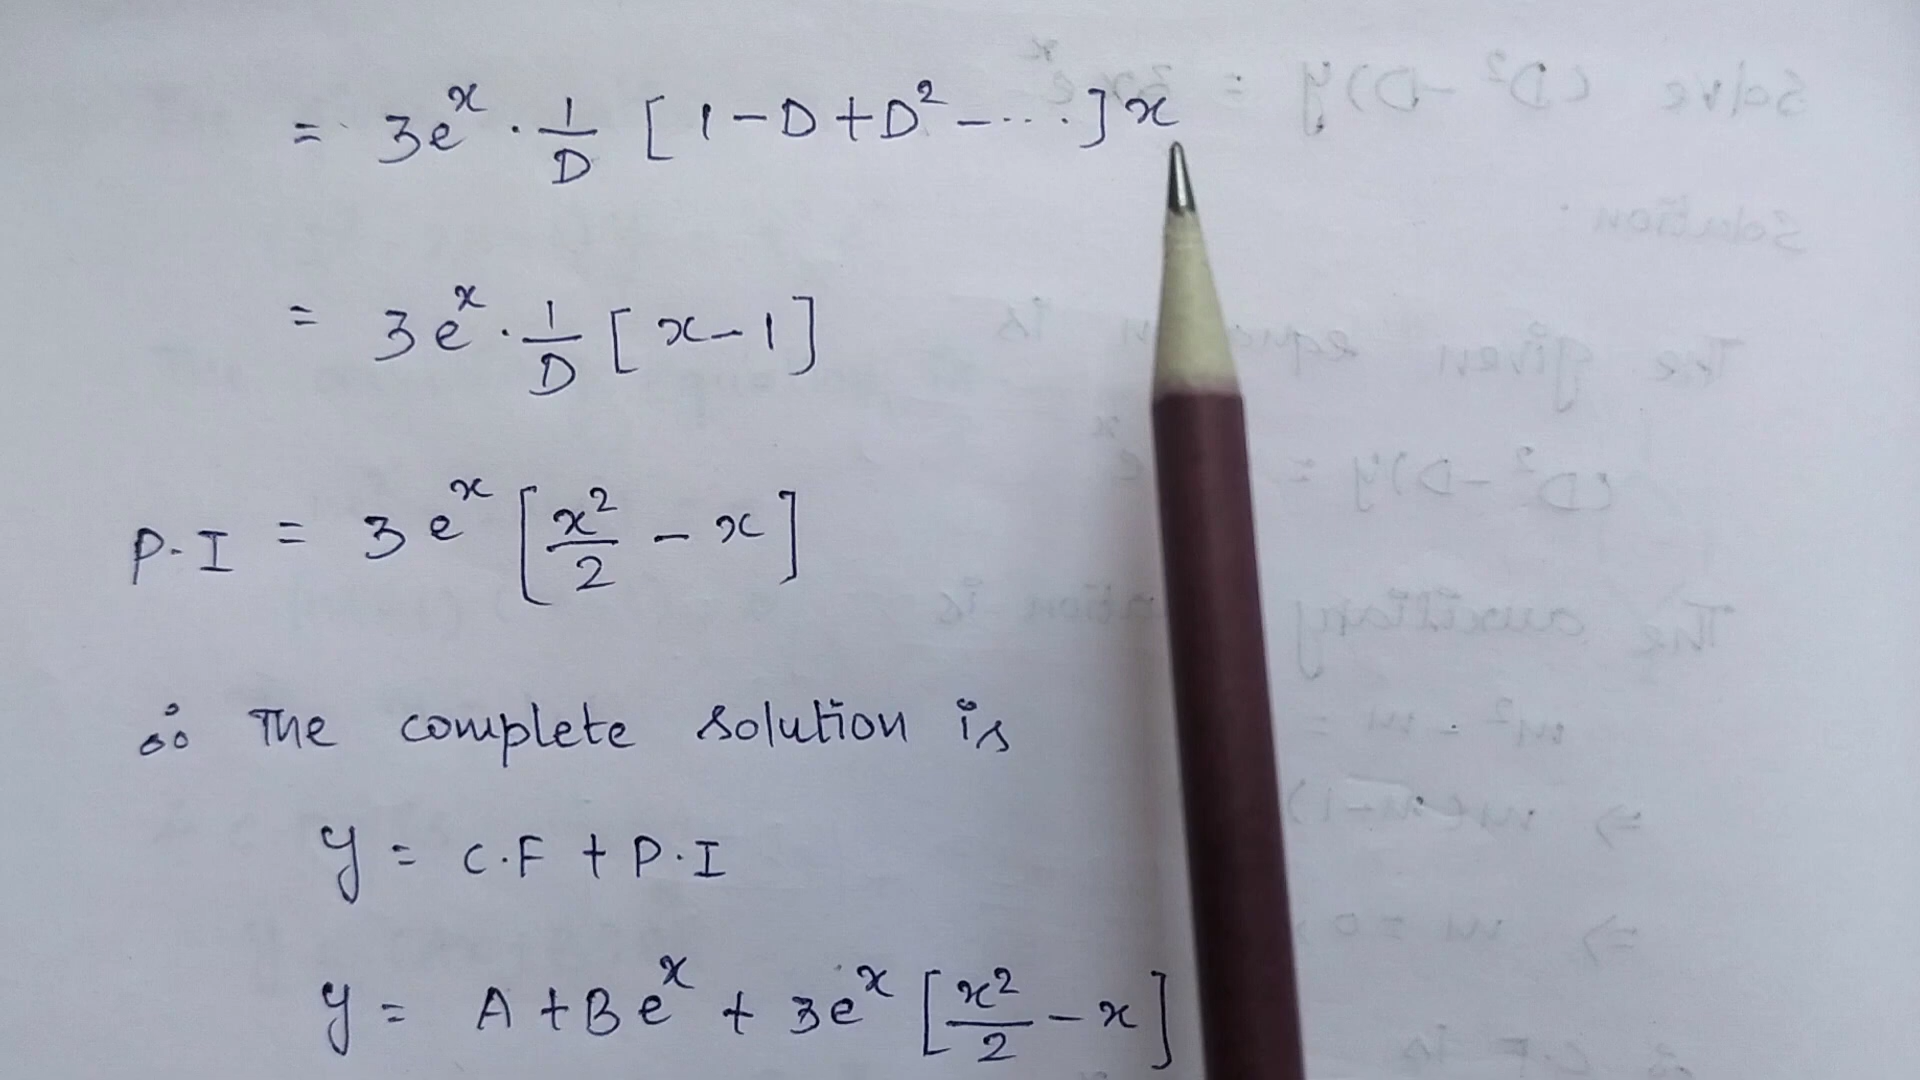 = 3e^x · 1/D [1 - D + D² - ....] x
= 3e^x · 1/D [x - 1]
P.I = 3e^x [x²/2 - x]
∴ The complete solution is
y = C.F + P.I
y = A + Be^x + 3e^x [x²/2 - x]